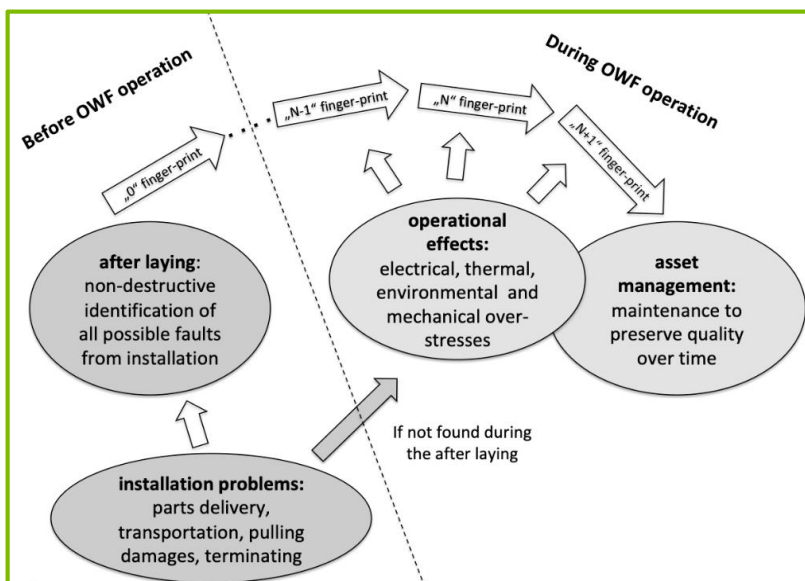 Before OWF operation
During OWF operation
„0“ finger-print
„N-1“ finger-print
„N“ finger-print
„N+1“ finger-print
after laying:
non-destructive
identification of
all possible faults
from installation
operational
effects:
electrical, thermal,
environmental and
mechanical over-
stresses
asset
management:
maintenance to
preserve quality
over time
If not found during
the after laying
installation problems:
parts delivery,
transportation, pulling
damages, terminating